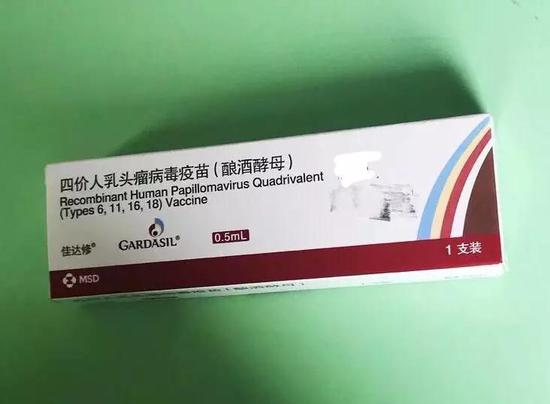 四价人乳头瘤病毒疫苗（酿酒酵母）
Recombinant Human Papillomavirus Quadrivalent
(Types 6, 11, 16, 18) Vaccine
佳达修® GARDASIL® 0.5mL
1 支装
MSD